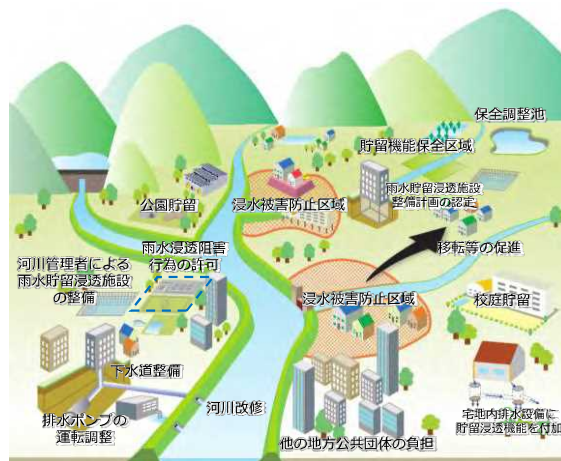 保全調整池
貯留機能保全区域
雨水貯留浸透施設
整備計画の認定
公園貯留
浸水被害防止区域
移転等の促進
雨水浸透阻害
行為の許可
河川管理者による
雨水貯留浸透施設
の整備
浸水被害防止区域
校庭貯留
下水道整備
河川改修
排水ポンプの
運転調整
宅地内排水設備に
貯留浸透機能を付加
他の地方公共団体の負担